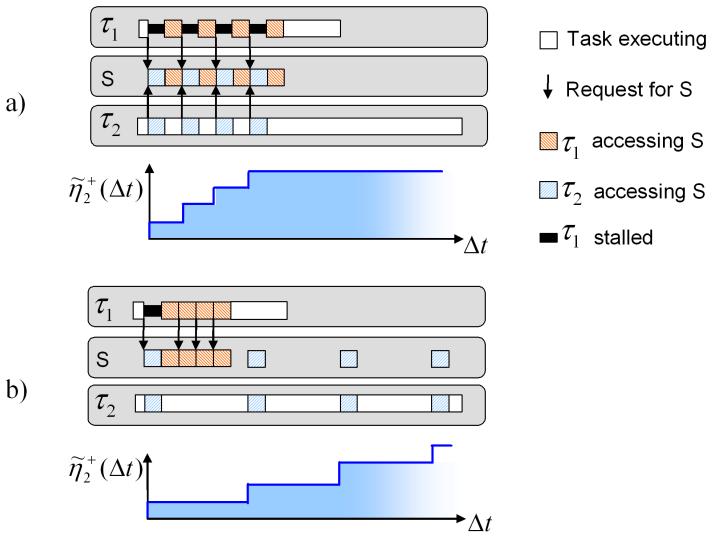 τ1
S
a)
τ2
η̃2+(Δt)
Δt
Task executing
Request for S
τ1 accessing S
τ2 accessing S
τ1 stalled
τ1
S
b)
τ2
η̃2+(Δt)
Δt